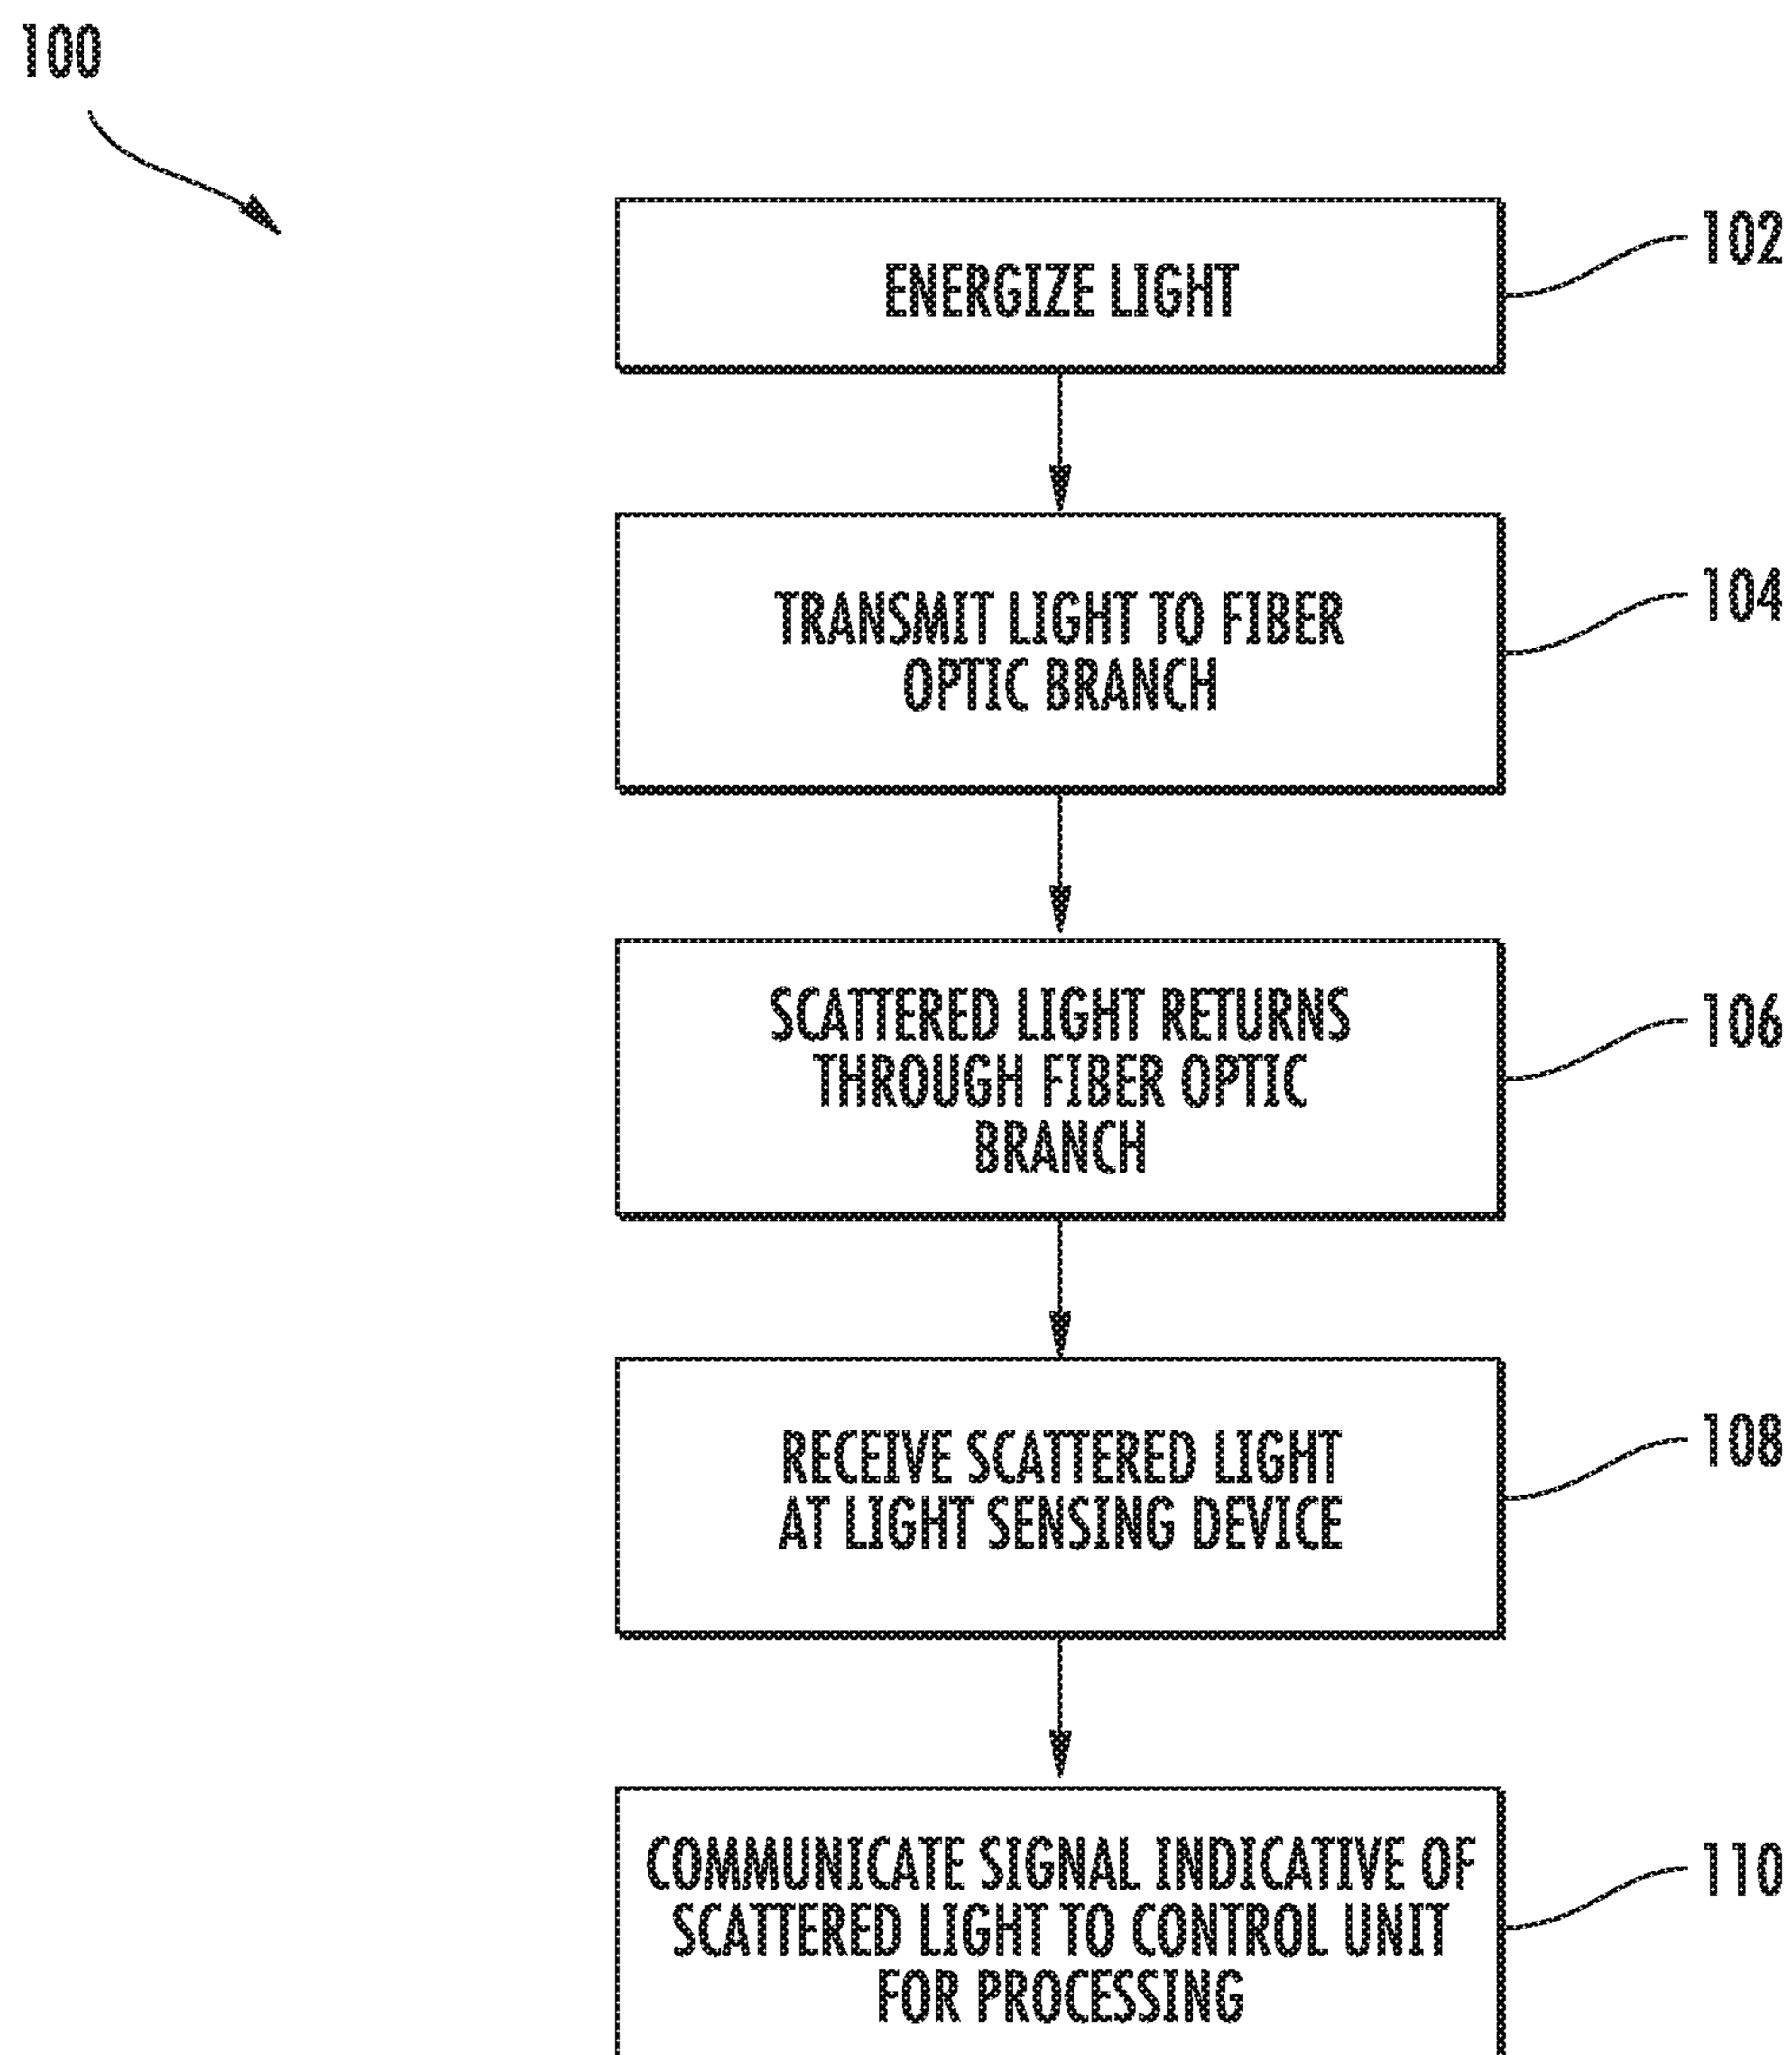 100
ENERGIZE LIGHT
102
TRANSMIT LIGHT TO FIBER
OPTIC BRANCH
104
SCATTERED LIGHT RETURNS
THROUGH FIBER OPTIC
BRANCH
106
RECEIVE SCATTERED LIGHT
AT LIGHT SENSING DEVICE
108
COMMUNICATE SIGNAL INDICATIVE OF
SCATTERED LIGHT TO CONTROL UNIT
FOR PROCESSING
110